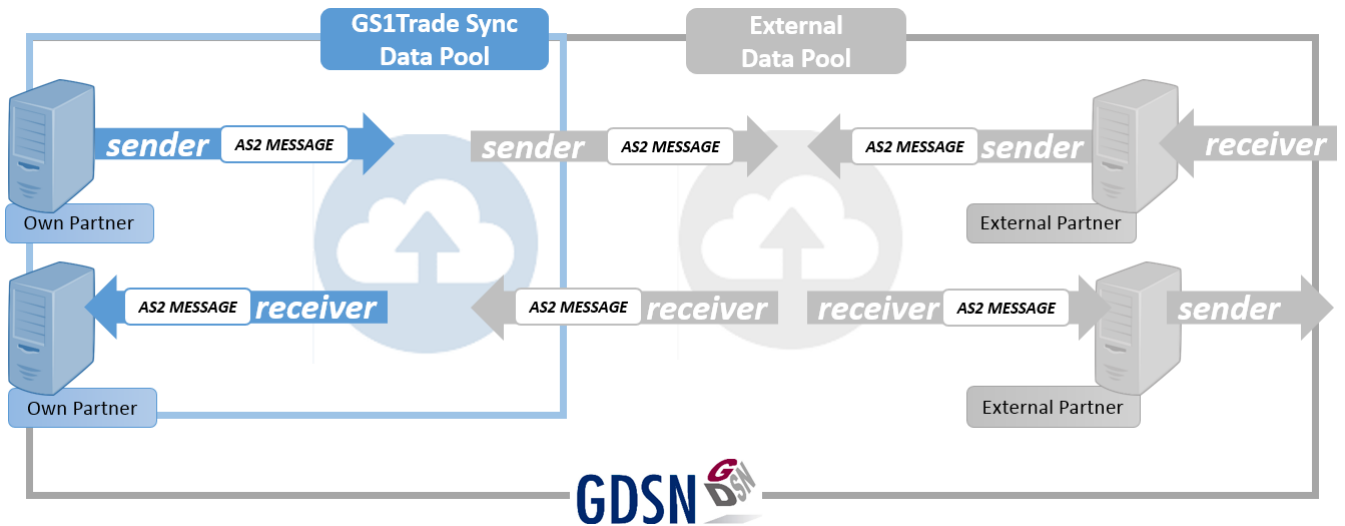 GS1Trade Sync
Data Pool
External
Data Pool
sender
AS2 MESSAGE
sender
AS2 MESSAGE
AS2 MESSAGE
sender
receiver
Own Partner
External Partner
AS2 MESSAGE
receiver
AS2 MESSAGE
receiver
receiver
AS2 MESSAGE
sender
Own Partner
External Partner
GDSN
GDSN